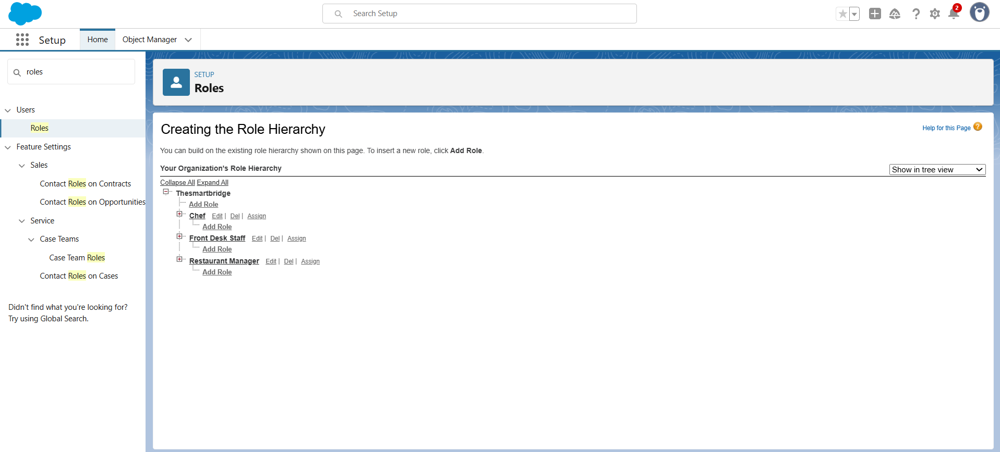 Search Setup
2
Setup
Home
Object Manager
roles
Users
Roles
Feature Settings
Sales
Contact Roles on Contracts
Contact Roles on Opportunities
Service
Case Teams
Case Team Roles
Contact Roles on Cases
Didn't find what you're looking for?
Try using Global Search.
SETUP
Roles
Creating the Role Hierarchy
Help for this Page ?
You can build on the existing role hierarchy shown on this page. To insert a new role, click Add Role.
Your Organization's Role Hierarchy
Show in tree view
Collapse All Expand All
Thesmartbridge
Add Role
Chef Edit | Del | Assign
Add Role
Front Desk Staff Edit | Del | Assign
Add Role
Restaurant Manager Edit | Del | Assign
Add Role